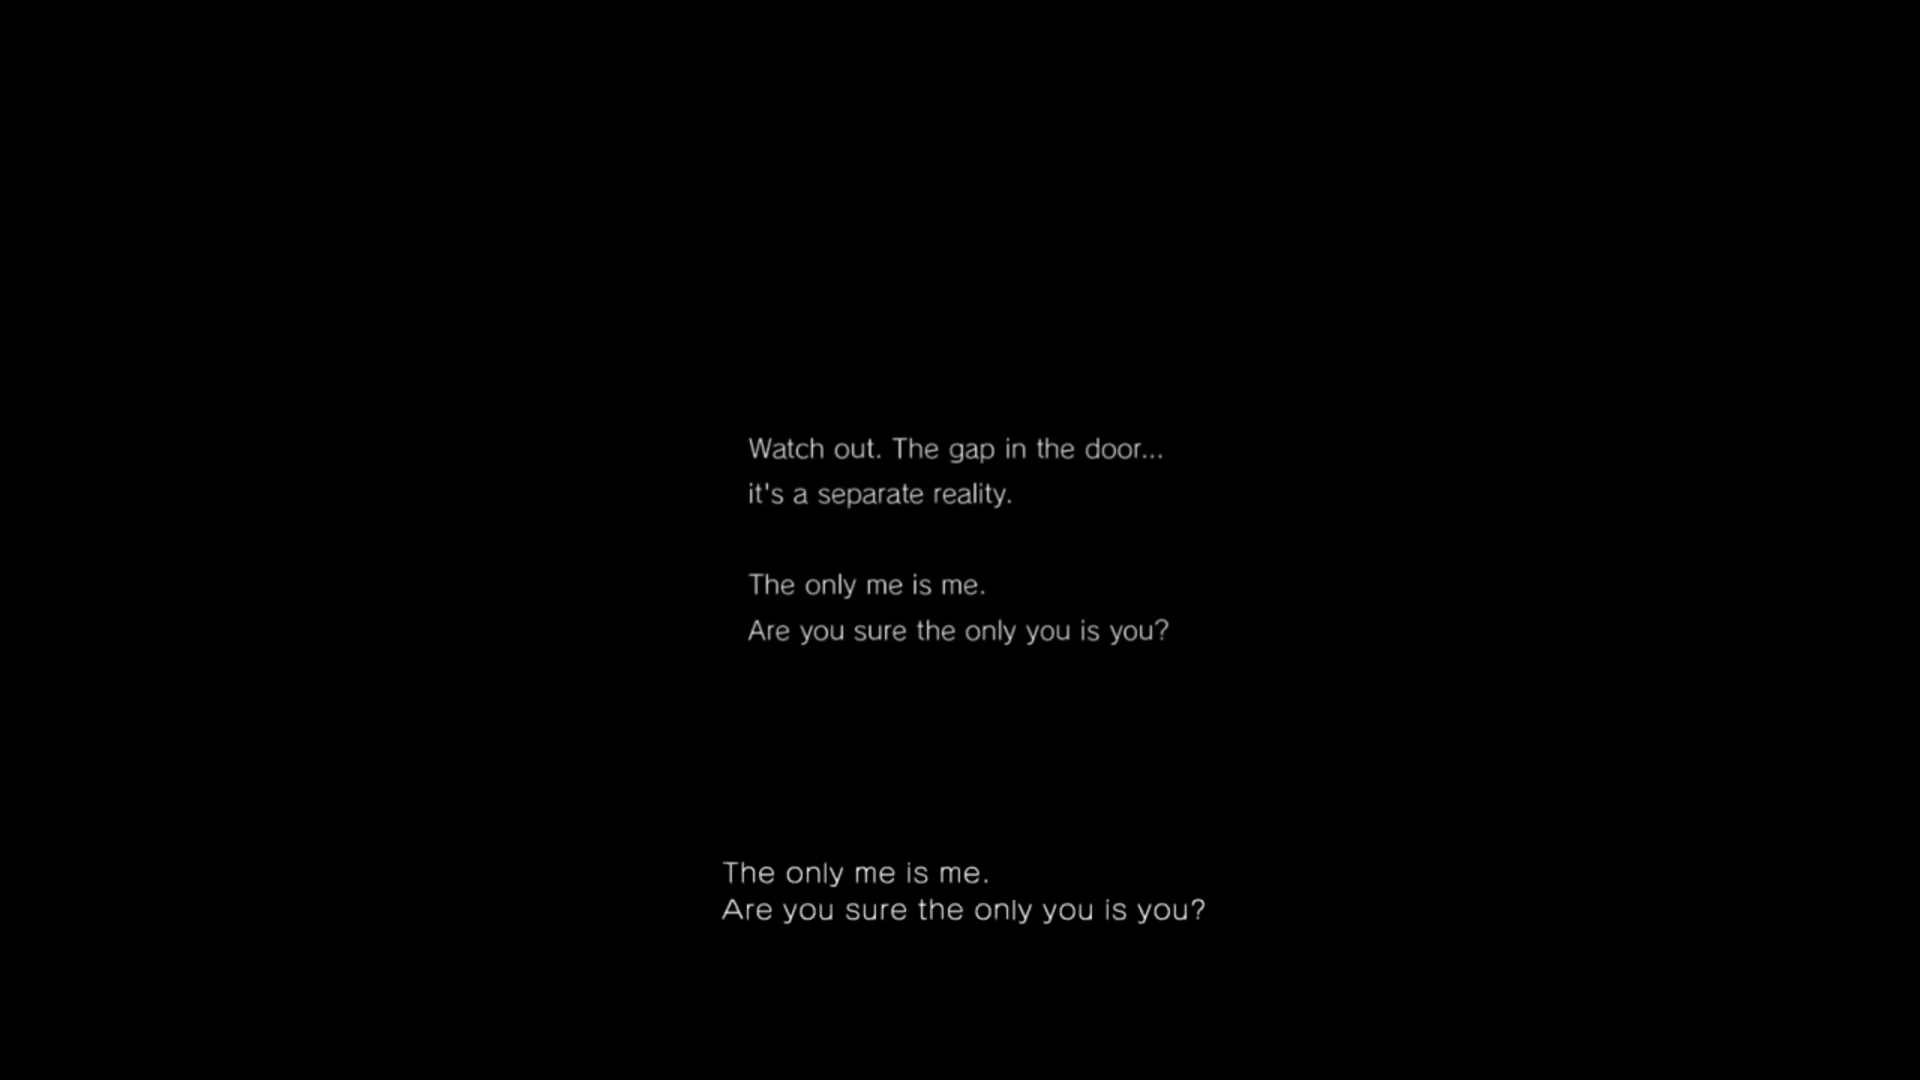 Watch out. The gap in the door...
it's a separate reality.
The only me is me.
Are you sure the only you is you?
The only me is me.
Are you sure the only you is you?